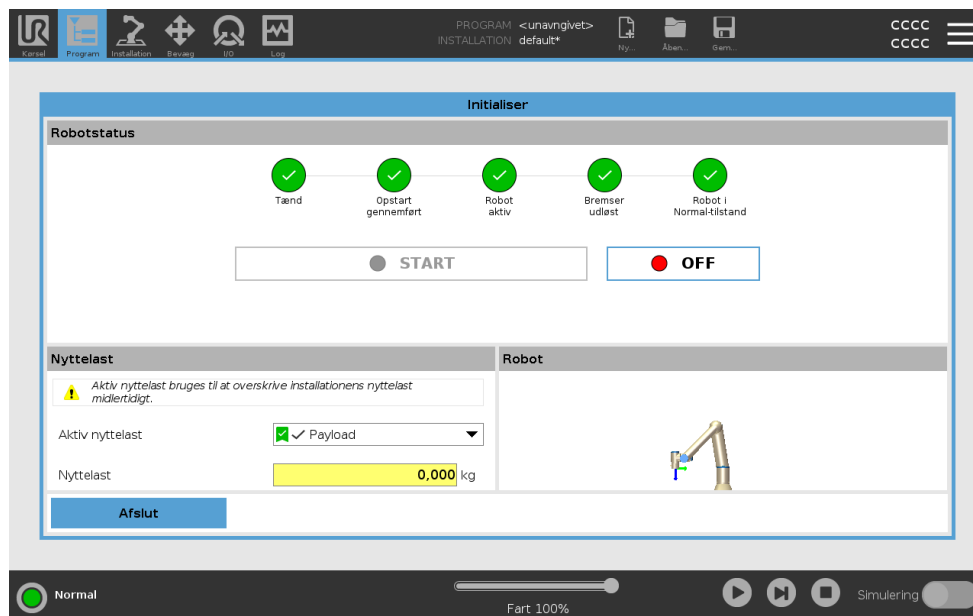 UR
Kørsel
Program
Installation
Bevæg
I/O
Log
PROGRAM <unavngivet>
INSTALLATION default*
Ny...
Åben...
Gem...
CCCC
CCCC
Initialiser
Robotstatus
Tænd
Opstart
gennemført
Robot
aktiv
Bremser
udløst
Robot i
Normal-tilstand
START
OFF
Nyttelast
Aktiv nyttelast bruges til at overskrive installationens nyttelast
midlertidigt.
Aktiv nyttelast
Payload
Nyttelast
0,000 kg
Robot
Afslut
Normal
Fart 100%
Simulering